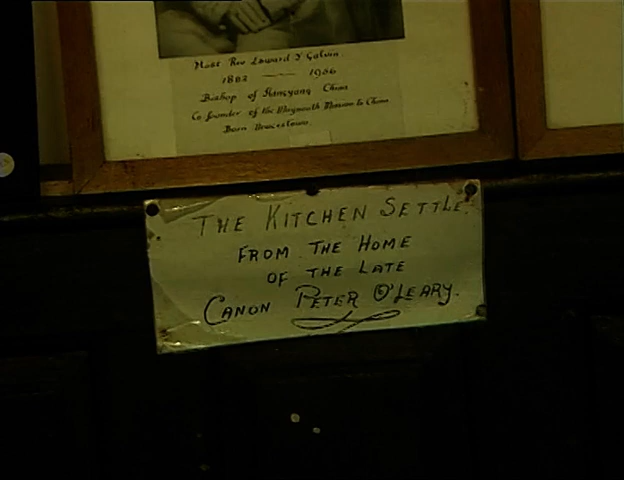 Most Rev Edward J Galvin
1882 — 1956
Bishop of Hanyang China
Co founder of the Maynooth Mission to China
Born Newcestown.
THE KITCHEN SETTLE.
FROM THE HOME
OF THE LATE
CANON PETER O'LEARY.